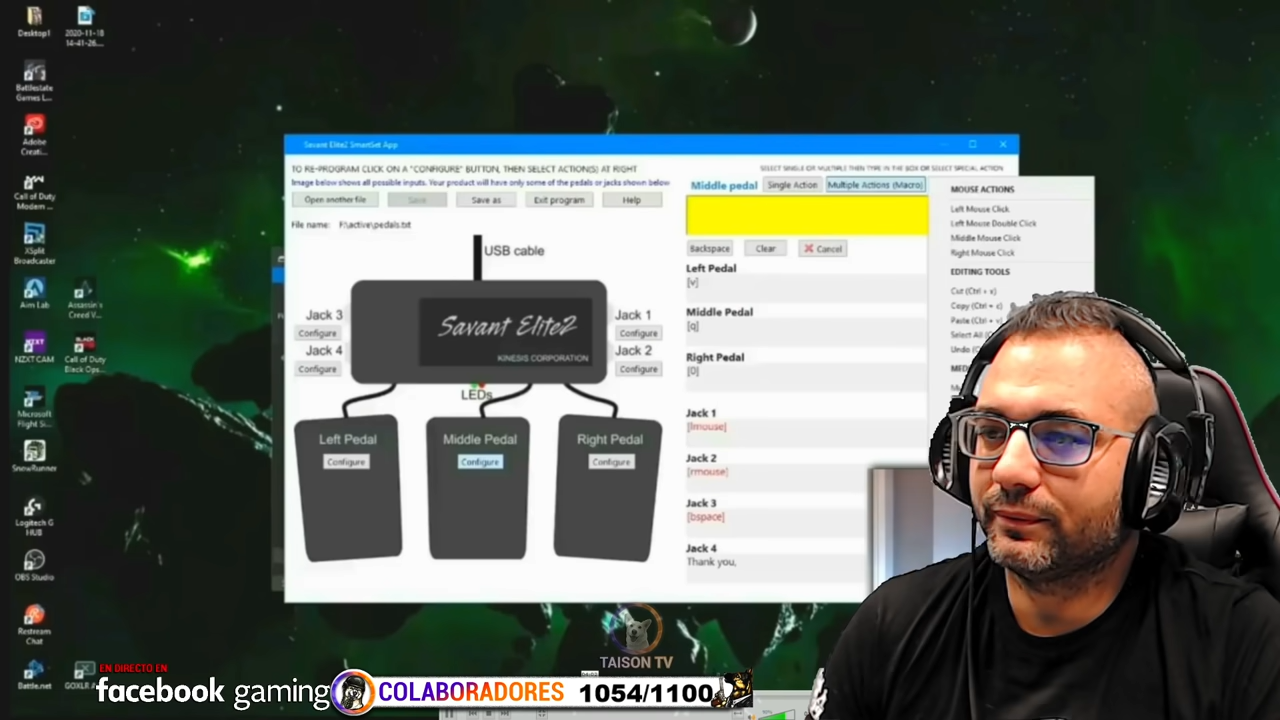 Desktop1
2020-11-18
14-41-26...
Battlestate
Games L...
Adobe
Creati...
Call of Duty
Modern ...
XSplit
Broadcaster
Aim Lab
Assassin's
Creed V...
NZXT CAM
Call of Duty
Black Ops...
Microsoft
Flight Si...
SnowRunner
Logitech G
HUB
OBS Studio
Restream
Chat
Battle.net
Savant Elite2 SmartSet App
TO RE-PROGRAM CLICK ON A "CONFIGURE" BUTTON, THEN SELECT ACTION(S) AT RIGHT
Image below shows all possible inputs. Your product will have only some of the pedals or jacks shown below
Open another file
Save
Save as
Exit program
Help
File name: F:\active\pedals.txt
USB cable
Jack 3
Configure
Jack 4
Configure
Savant Elite2
KINESIS CORPORATION
Jack 1
Configure
Jack 2
Configure
LEDs
Left Pedal
Configure
Middle Pedal
Configure
Right Pedal
Configure
SELECT SINGLE OR MULTIPLE THEN TYPE IN THE BOX OR SELECT SPECIAL ACTION
Middle pedal
Single Action
Multiple Actions (Macro)
Backspace
Clear
Cancel
Left Pedal
[v]
Middle Pedal
[q]
Right Pedal
[0]
Jack 1
[lmouse]
Jack 2
[rmouse]
Jack 3
[bspace]
Jack 4
Thank you,
MOUSE ACTIONS
Left Mouse Click
Left Mouse Double Click
Middle Mouse Click
Right Mouse Click
EDITING TOOLS
Cut (Ctrl + x)
Copy (Ctrl + c)
Paste (Ctrl +
Select All
Undo
TAISON TV
EN DIRECTO EN
facebook gaming
COLABORADORES 1054/1100